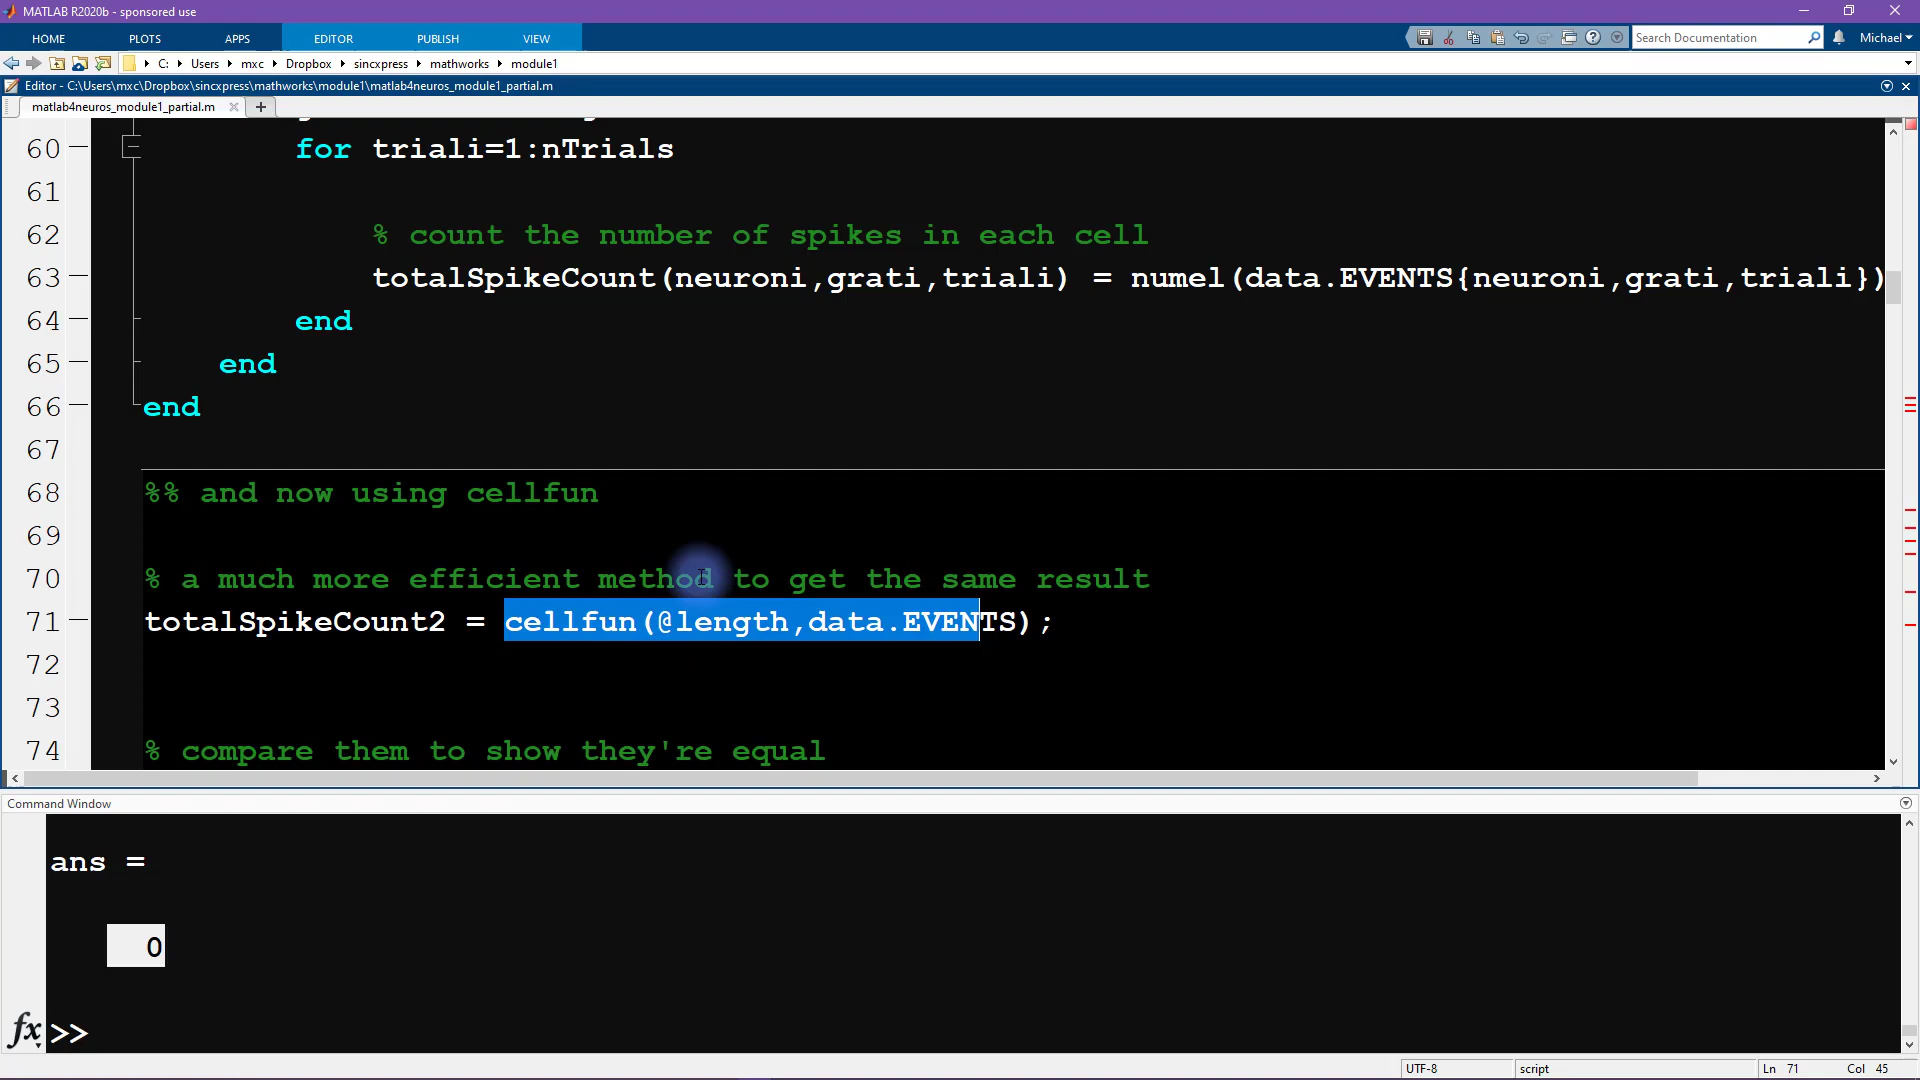 MATLAB R2020b - sponsored use
HOME PLOTS APPS EDITOR PUBLISH VIEW Search Documentation Michael
C: Users mxc Dropbox sincxpress mathworks module1
Editor - C:\Users\mxc\Dropbox\sincxpress\mathworks\module1\matlab4neuros_module1_partial.m
matlab4neuros_module1_partial.m
60 for triali=1:nTrials
61
62 % count the number of spikes in each cell
63 totalSpikeCount(neuroni,grati,triali) = numel(data.EVENTS{neuroni,grati,triali})
64 end
65 end
66 end
67
68 %% and now using cellfun
69
70 % a much more efficient method to get the same result
71 totalSpikeCount2 = cellfun(@length,data.EVENTS);
72
73
74 % compare them to show they're equal
Command Window
ans =
0
fx >>
UTF-8 script Ln 71 Col 45